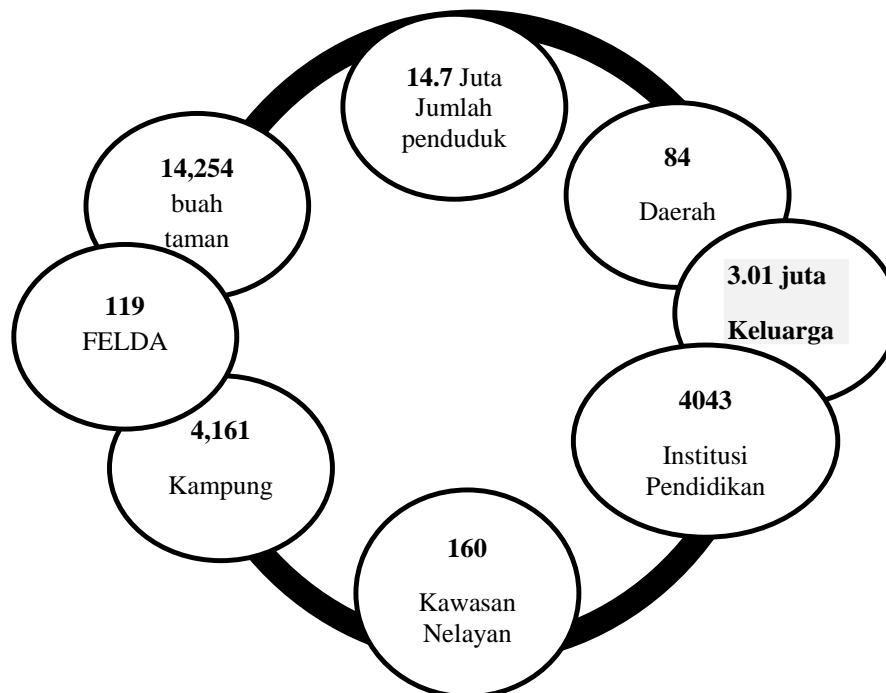 14.7 Juta
Jumlah
penduduk
84
Daerah
3.01 juta
Keluarga
4043
Institusi
Pendidikan
160
Kawasan
Nelayan
4,161
Kampung
119
FELDA
14,254
buah
taman